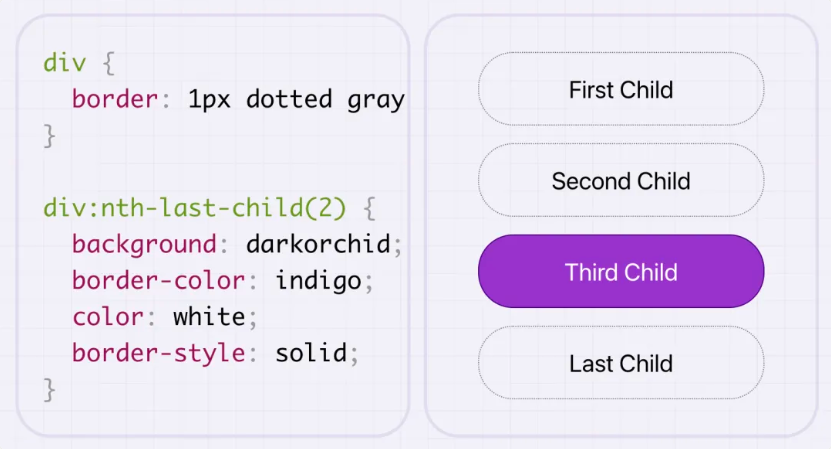 div {
  border: 1px dotted gray
}
div:nth-last-child(2) {
  background: darkorchid;
  border-color: indigo;
  color: white;
  border-style: solid;
}
First Child
Second Child
Third Child
Last Child